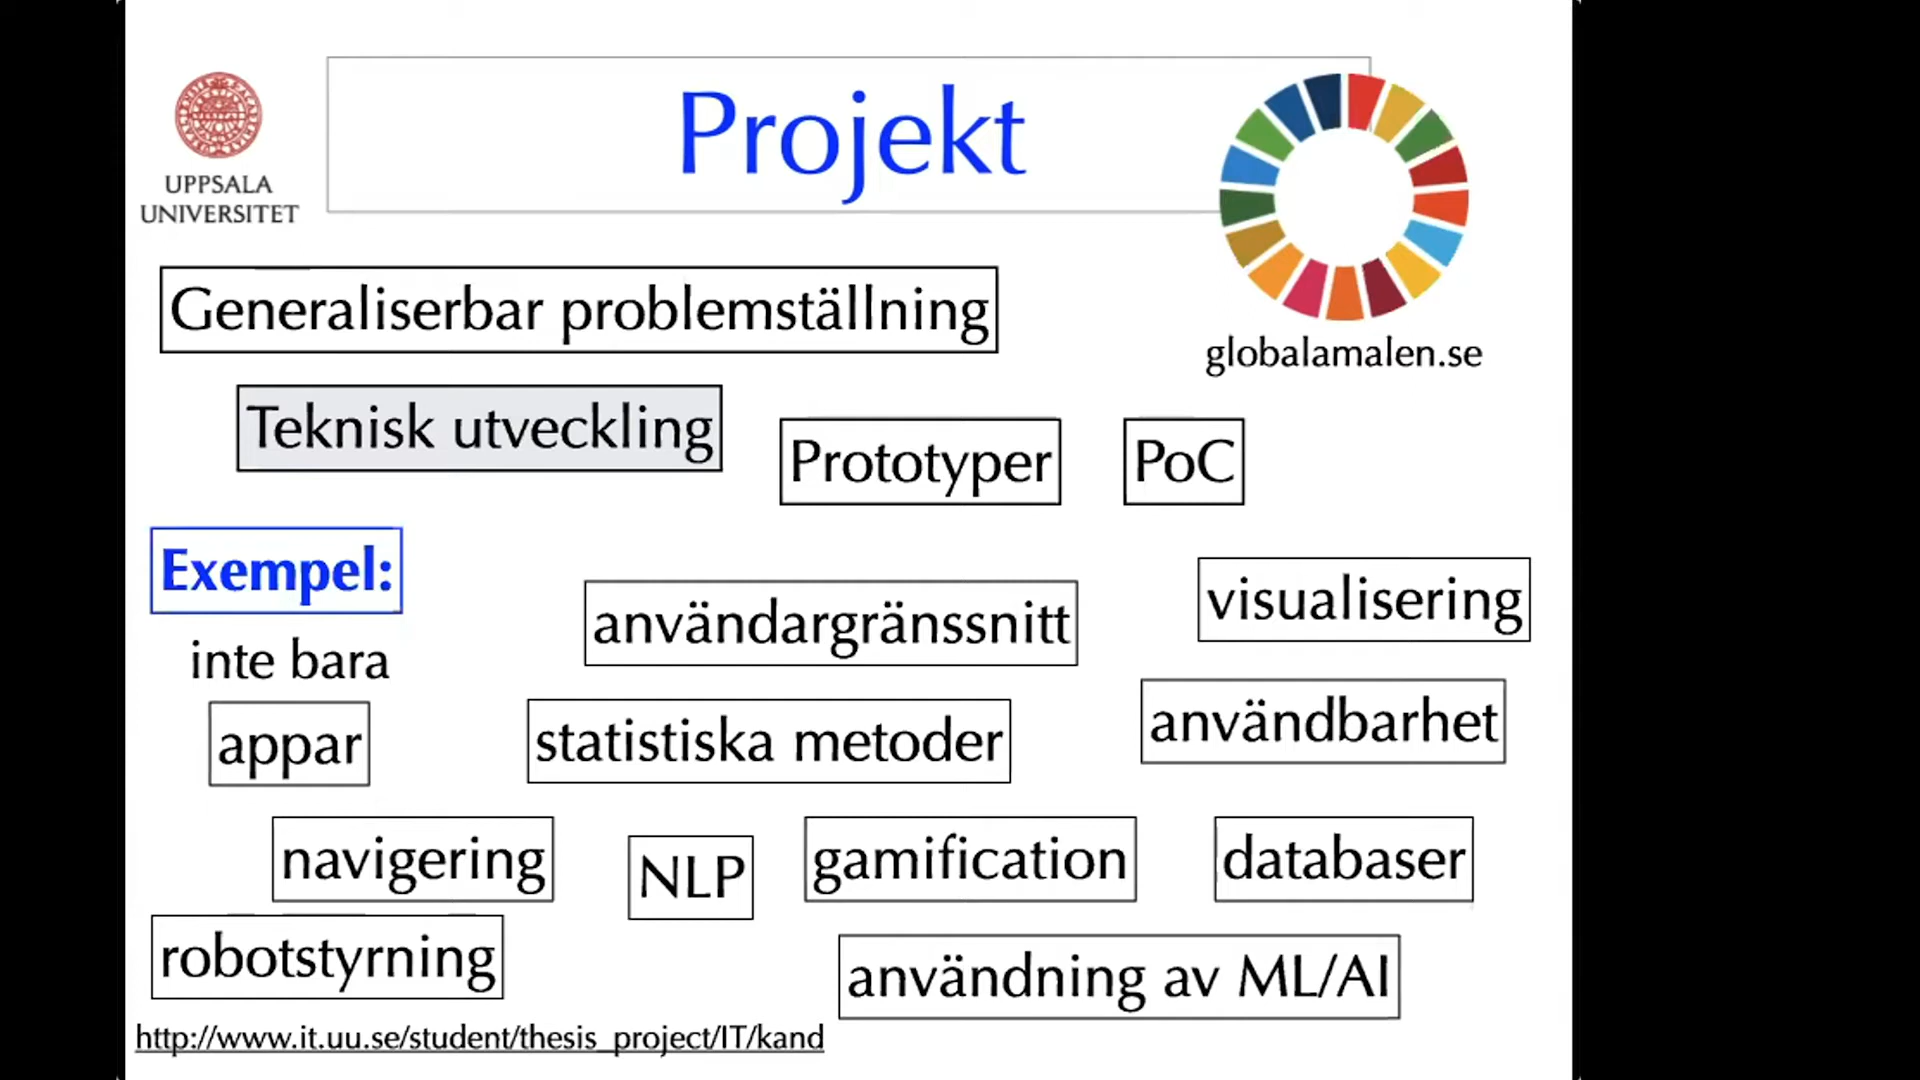 UPPSALA
UNIVERSITET
Projekt
globalamalen.se
Generaliserbar problemställning
Teknisk utveckling
Prototyper
PoC
Exempel:
inte bara
appar
användargränssnitt
visualisering
statistiska metoder
användbarhet
navigering
NLP
gamification
databaser
robotstyrning
användning av ML/AI
http://www.it.uu.se/student/thesis_project/IT/kand